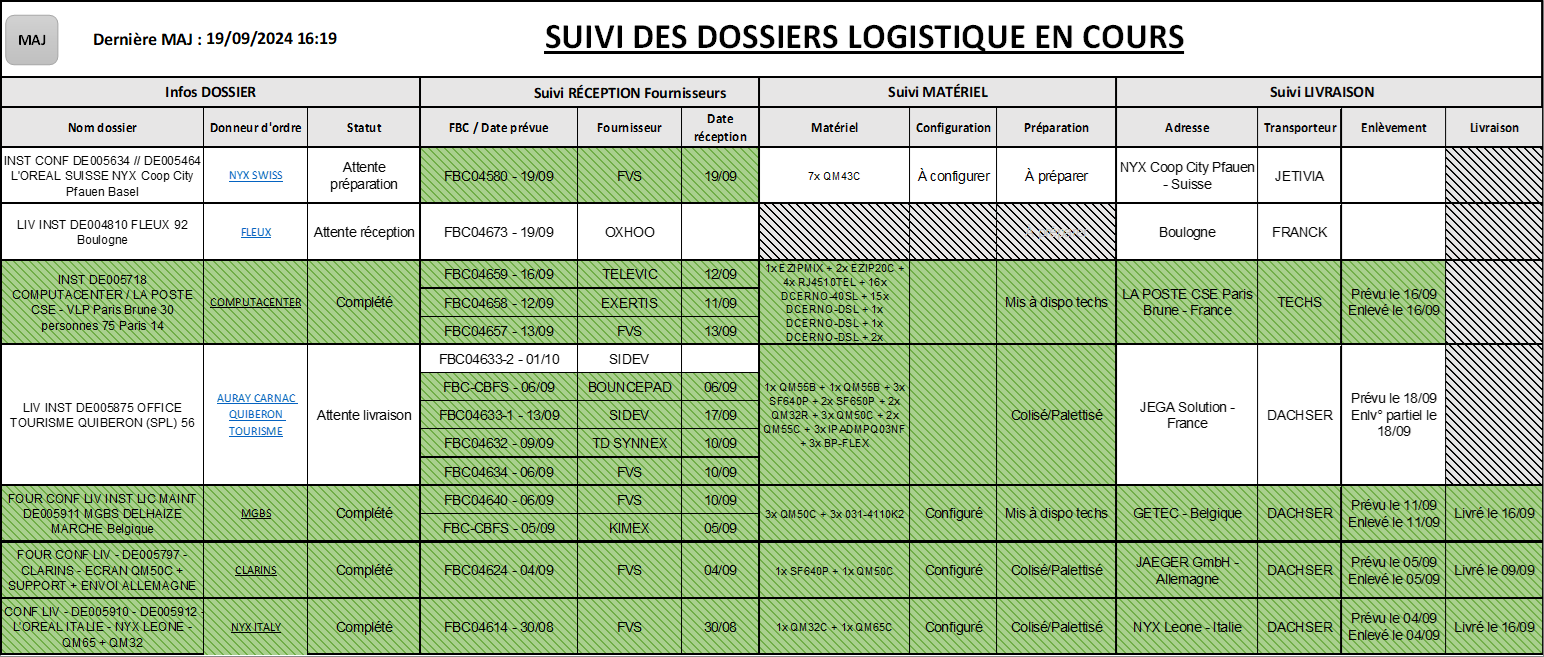 MAJ
Dernière MAJ : 19/09/2024 16:19
SUIVI DES DOSSIERS LOGISTIQUE EN COURS
Infos DOSSIER
Suivi RÉCEPTION Fournisseurs
Suivi MATÉRIEL
Suivi LIVRAISON
Nom dossier
Donneur d'ordre
Statut
FBC / Date prévue
Fournisseur
Date
réception
Matériel
Configuration
Préparation
Adresse
Transporteur
Enlèvement
Livraison
INST CONF DE005634 // DE005464
L'OREAL SUISSE NYX Coop City
Pfauen Basel
NYX SWISS
Attente
préparation
FBC04580 - 19/09
FVS
19/09
7x QM43C
À configurer
À préparer
NYX Coop City Pfauen
- Suisse
JETIVIA
LIV INST DE004810 FLEUX 92
Boulogne
FLEUX
Attente réception
FBC04673 - 19/09
OXHOO
Boulogne
FRANCK
INST DE005718
COMPUTACENTER / LA POSTE
CSE - VLP Paris Brune 30
personnes 75 Paris 14
COMPUTACENTER
Complété
FBC04659 - 16/09
TELEVIC
12/09
FBC04658 - 12/09
EXERTIS
11/09
FBC04657 - 13/09
FVS
13/09
1x EZIPMIX + 2x EZIP20C +
4x RJ4510TEL + 16x
DCERNO-40SL + 15x
DCERNO-DSL + 1x
DCERNO-DSL + 1x
DCERNO-DSL + 2x
Mis à dispo techs
LA POSTE CSE Paris
Brune - France
TECHS
Prévu le 16/09
Enlevé le 16/09
LIV INST DE005875 OFFICE
TOURISME QUIBERON (SPL) 56
AURAY CARNAC
QUIBERON
TOURISME
Attente livraison
FBC04633-2 - 01/10
SIDEV
FBC-CBFS - 06/09
BOUNCEPAD
06/09
FBC04633-1 - 13/09
SIDEV
17/09
FBC04632 - 09/09
TD SYNNEX
10/09
FBC04634 - 06/09
FVS
10/09
1x QM55B + 1x QM55B + 3x
SF640P + 2x SF650P + 2x
QM32R + 3x QM50C + 2x
QM55C + 3x IPADMPQ03NF
+ 3x BP-FLEX
Colisé/Palettisé
JEGA Solution -
France
DACHSER
Prévu le 18/09
Enlv° partiel le
18/09
FOUR CONF LIV INST LIC MAINT
DE005911 MGBS DELHAIZE
MARCHE Belgique
MGBS
Complété
FBC04640 - 06/09
FVS
10/09
FBC-CBFS - 05/09
KIMEX
05/09
3x QM50C + 3x 031-4110K2
Configuré
Mis à dispo techs
GETEC - Belgique
DACHSER
Prévu le 11/09
Enlevé le 11/09
Livré le 16/09
FOUR CONF LIV - DE005797 -
CLARINS - ECRAN QM50C +
SUPPORT + ENVOI ALLEMAGNE
CLARINS
Complété
FBC04624 - 04/09
FVS
04/09
1x SF640P + 1x QM50C
Configuré
Colisé/Palettisé
JAEGER GmbH -
Allemagne
DACHSER
Prévu le 05/09
Enlevé le 05/09
Livré le 09/09
CONF LIV - DE005910 - DE005912 -
L'OREAL ITALIE - NYX LEONE -
QM65 + QM32
NYX ITALY
Complété
FBC04614 - 30/08
FVS
30/08
1x QM32C + 1x QM65C
Configuré
Colisé/Palettisé
NYX Leone - Italie
DACHSER
Prévu le 04/09
Enlevé le 04/09
Livré le 16/09